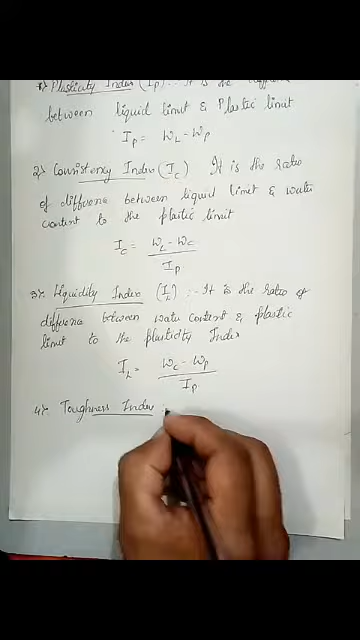 1) Plasticity Index (Ip) :- It is the
between liquid limit & Plastic limit
Ip = WL - Wp
2) Consistency Index (Ic) It is the ratio
of difference between liquid limit & water
content to the plastic limit
Ic = WL - Wc
Ip
3) Liquidity Index (IL) :- It is the ratio of
difference between water content & plastic
limit to the plasticity Index
IL = Wc - Wp
Ip
4) Toughness Index